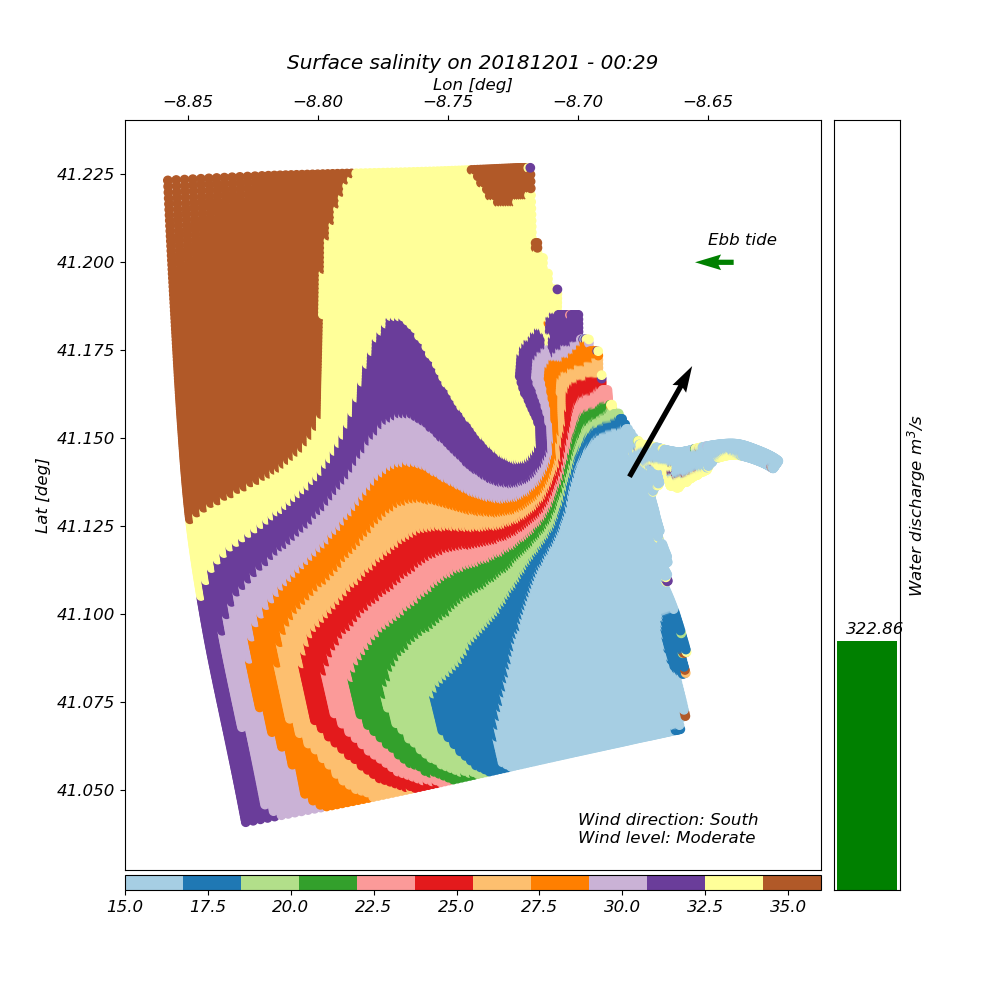 Surface salinity on 20181201 - 00:29
Lon [deg]
−8.85 −8.80 −8.75 −8.70 −8.65
41.225
41.200
41.175
41.150
41.125
41.100
41.075
41.050
Lat [deg]
Ebb tide
Wind direction: South
Wind level: Moderate
322.86
Water discharge m³/s
15.0 17.5 20.0 22.5 25.0 27.5 30.0 32.5 35.0